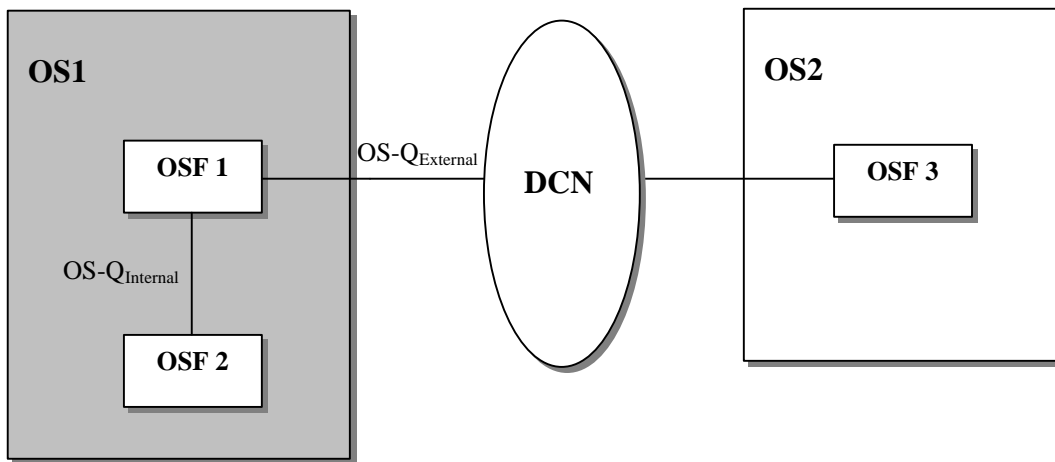 OS1
OS2
OSF 1
OS-QExternal
DCN
OSF 3
OS-QInternal
OSF 2